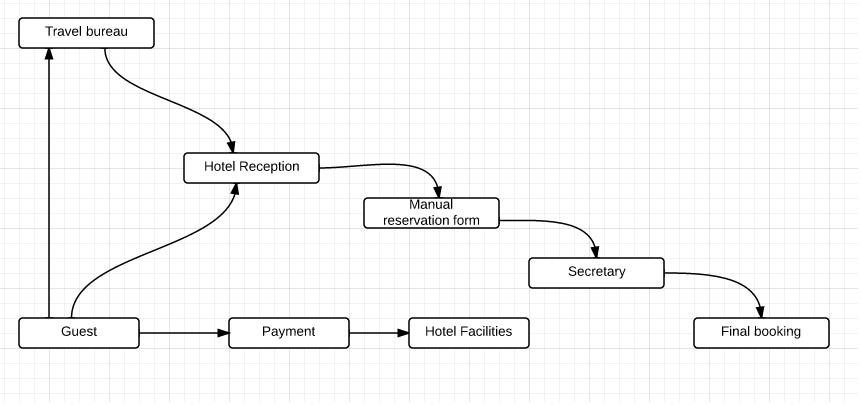 Travel bureau
Hotel Reception
Manual
reservation form
Secretary
Guest
Payment
Hotel Facilities
Final booking